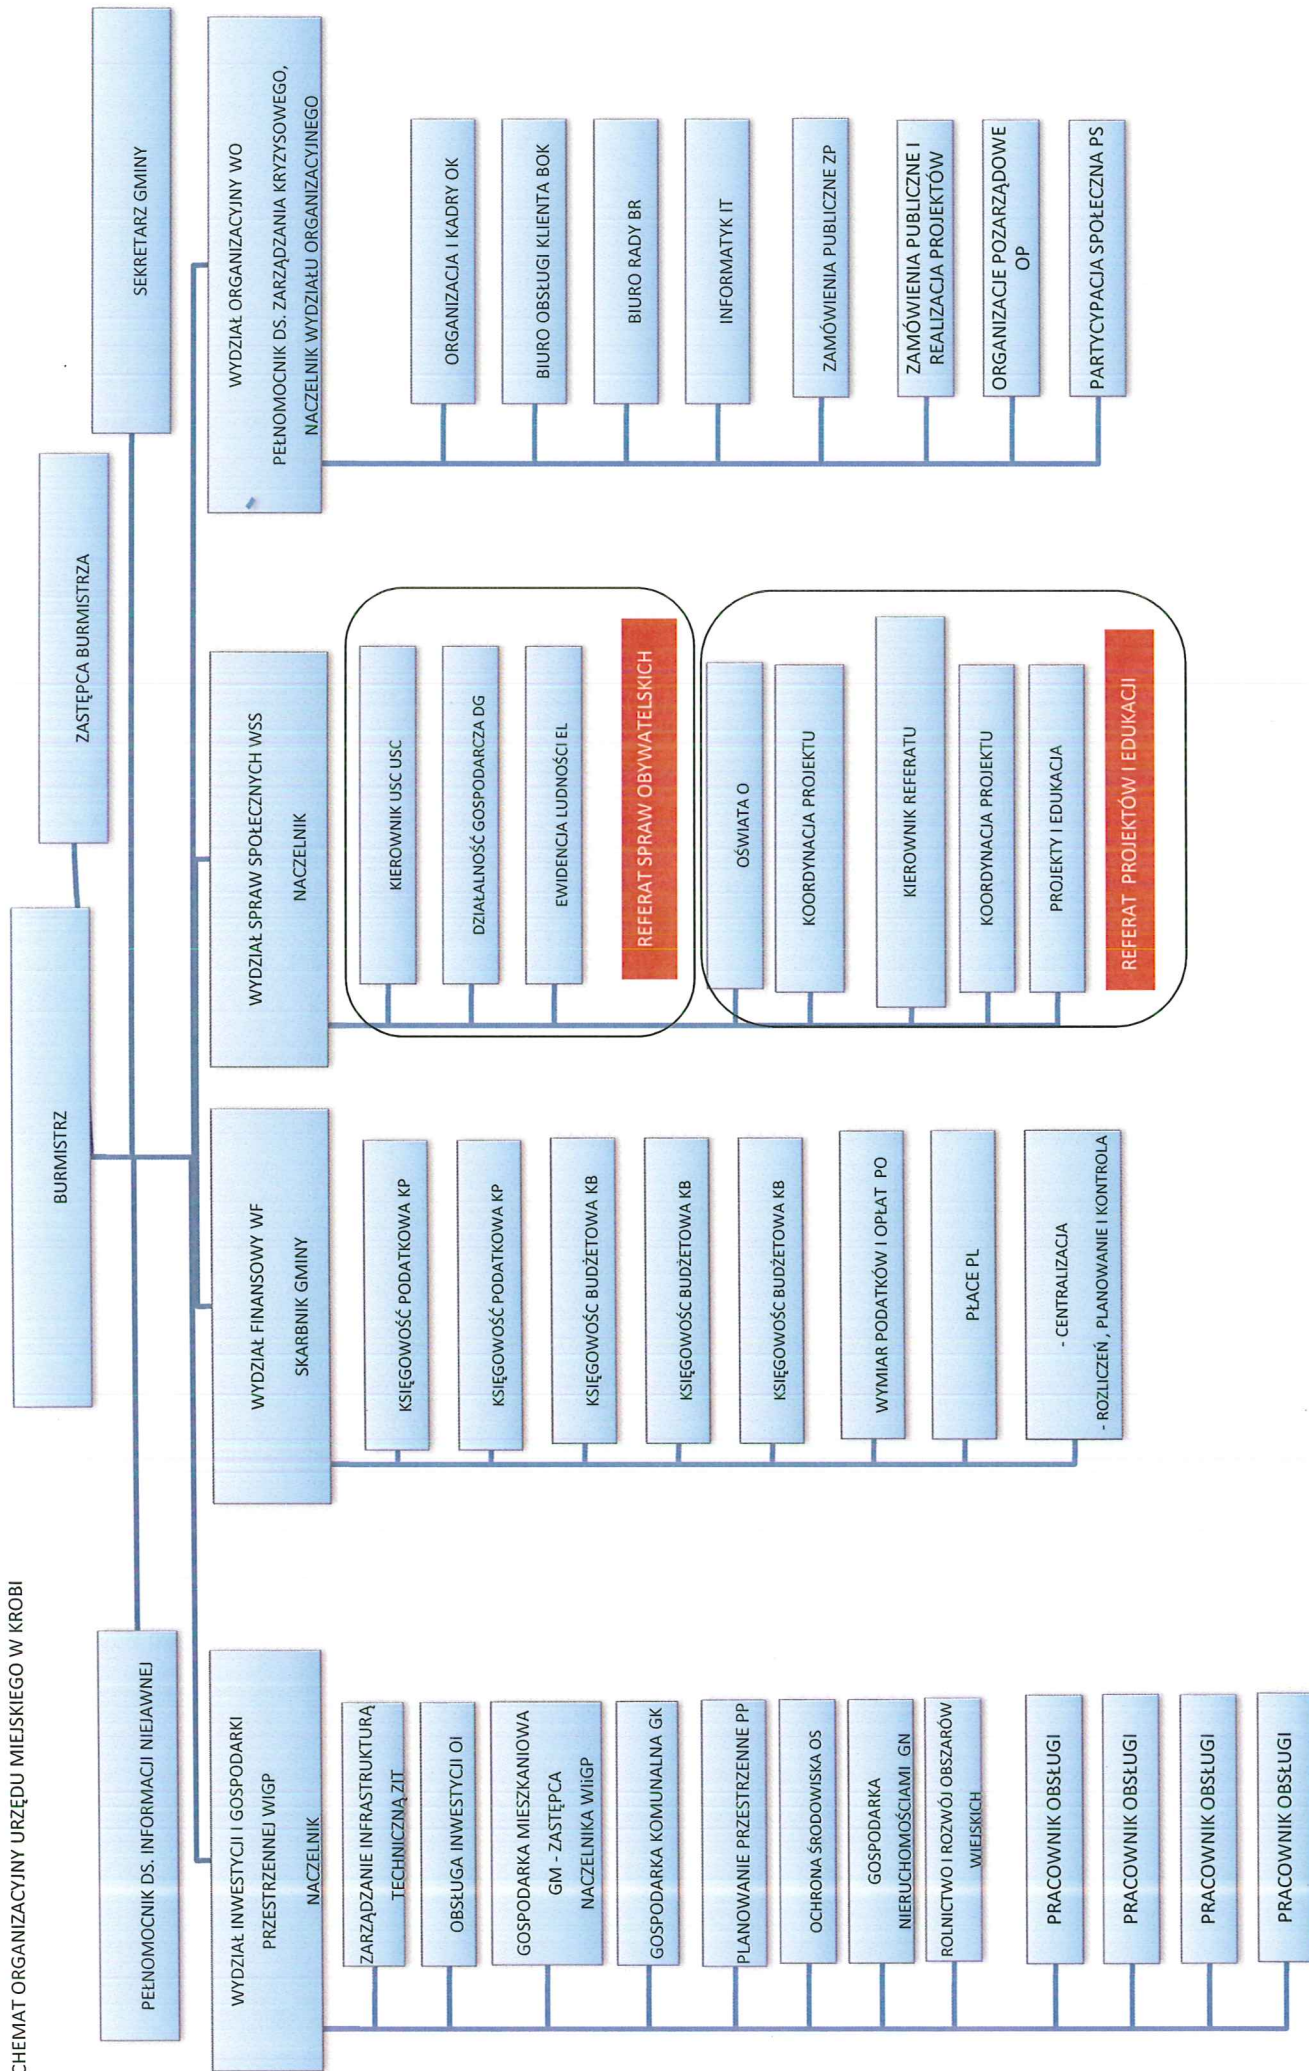 CHEMAT ORGANIZACYJNY URZĘDU MIEJSKIEGO W KROBI
BURMISTRZ
ZASTĘPCA BURMISTRZA
PEŁNOMOCNIK DS. INFORMACJI NIEJAWNEJ
SEKRETARZ GMINY
WYDZIAŁ INWESTYCJI I GOSPODARKI
PRZESTRZENNEJ WIGP
NACZELNIK
ZARZĄDZANIE INFRASTRUKTURĄ
TECHNICZNĄ ZIT
OBSŁUGA INWESTYCJI OI
GOSPODARKA MIESZKANIOWA
GM - ZASTĘPCA
NACZELNIKA WIiGP
GOSPODARKA KOMUNALNA GK
PLANOWANIE PRZESTRZENNE PP
OCHRONA ŚRODOWISKA OS
GOSPODARKA
NIERUCHOMOŚCIAMI GN
ROLNICTWO I ROZWÓJ OBSZARÓW
WIEJSKICH
PRACOWNIK OBSŁUGI
PRACOWNIK OBSŁUGI
PRACOWNIK OBSŁUGI
PRACOWNIK OBSŁUGI
WYDZIAŁ FINANSOWY WF
SKARBNIK GMINY
KSIĘGOWOŚĆ PODATKOWA KP
KSIĘGOWOŚĆ PODATKOWA KP
KSIĘGOWOŚC BUDŻETOWA KB
KSIĘGOWOŚC BUDŻETOWA KB
KSIĘGOWOŚC BUDŻETOWA KB
WYMIAR PODATKÓW I OPŁAT PO
PŁACE PL
- CENTRALIZACJA
- ROZLICZEŃ , PLANOWANIE I KONTROLA
WYDZIAŁ SPRAW SPOŁECZNYCH WSS
NACZELNIK
KIEROWNIK USC USC
DZIAŁALNOŚĆ GOSPODARCZA DG
EWIDENCJA LUDNOŚCI EL
REFERAT SPRAW OBYWATELSKICH
OŚWIATA O
KOORDYNACJA PROJEKTU
KIEROWNIK REFERATU
KOORDYNACJA PROJEKTU
PROJEKTY I EDUKACJA
REFERAT PROJEKTÓW I EDUKACJI
WYDZIAŁ ORGANIZACYJNY WO
PEŁNOMOCNIK DS. ZARZĄDZANIA KRYZYSOWEGO,
NACZELNIK WYDZIAŁU ORGANIZACYJNEGO
ORGANIZACJA I KADRY OK
BIURO OBSŁUGI KLIENTA BOK
BIURO RADY BR
INFORMATYK IT
ZAMÓWIENIA PUBLICZNE ZP
ZAMÓWIENIA PUBLICZNE I
REALIZACJA PROJEKTÓW
ORGANIZACJE POZARZĄDOWE
OP
PARTYCYPACJA SPOŁECZNA PS